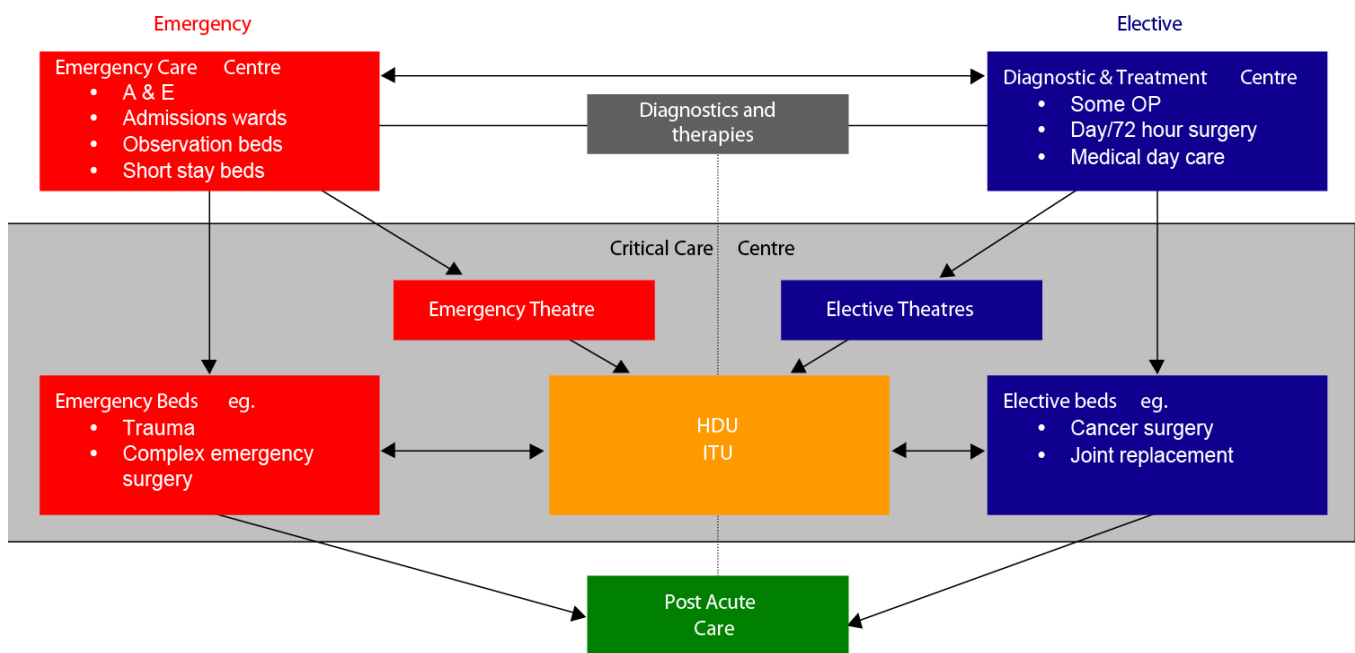 Emergency
Elective
Emergency Care Centre
• A & E
• Admissions wards
• Observation beds
• Short stay beds
Diagnostics and
therapies
Diagnostic & Treatment Centre
• Some OP
• Day/72 hour surgery
• Medical day care
Critical Care Centre
Emergency Theatre
Elective Theatres
Emergency Beds eg.
• Trauma
• Complex emergency
surgery
HDU
ITU
Elective beds eg.
• Cancer surgery
• Joint replacement
Post Acute
Care